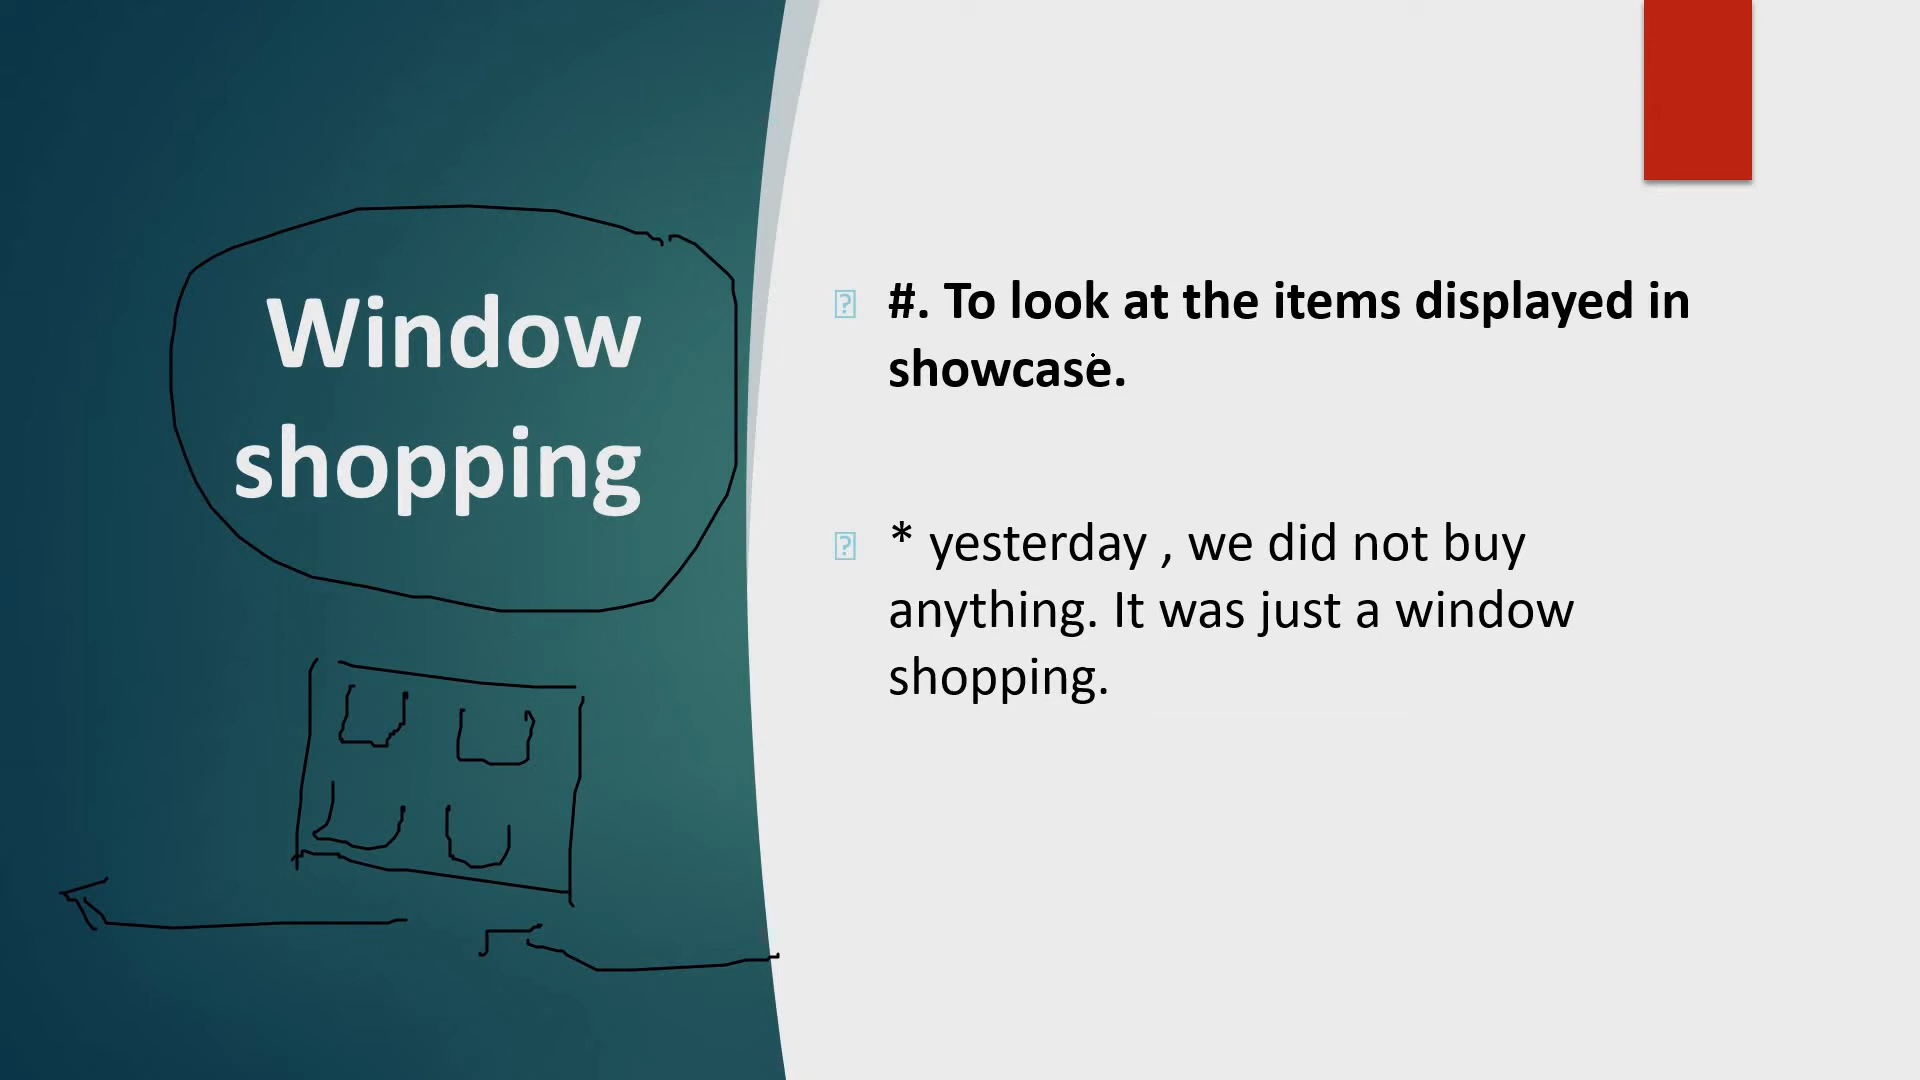 Window
shopping
#. To look at the items displayed in
showcase.
* yesterday , we did not buy
anything. It was just a window
shopping.